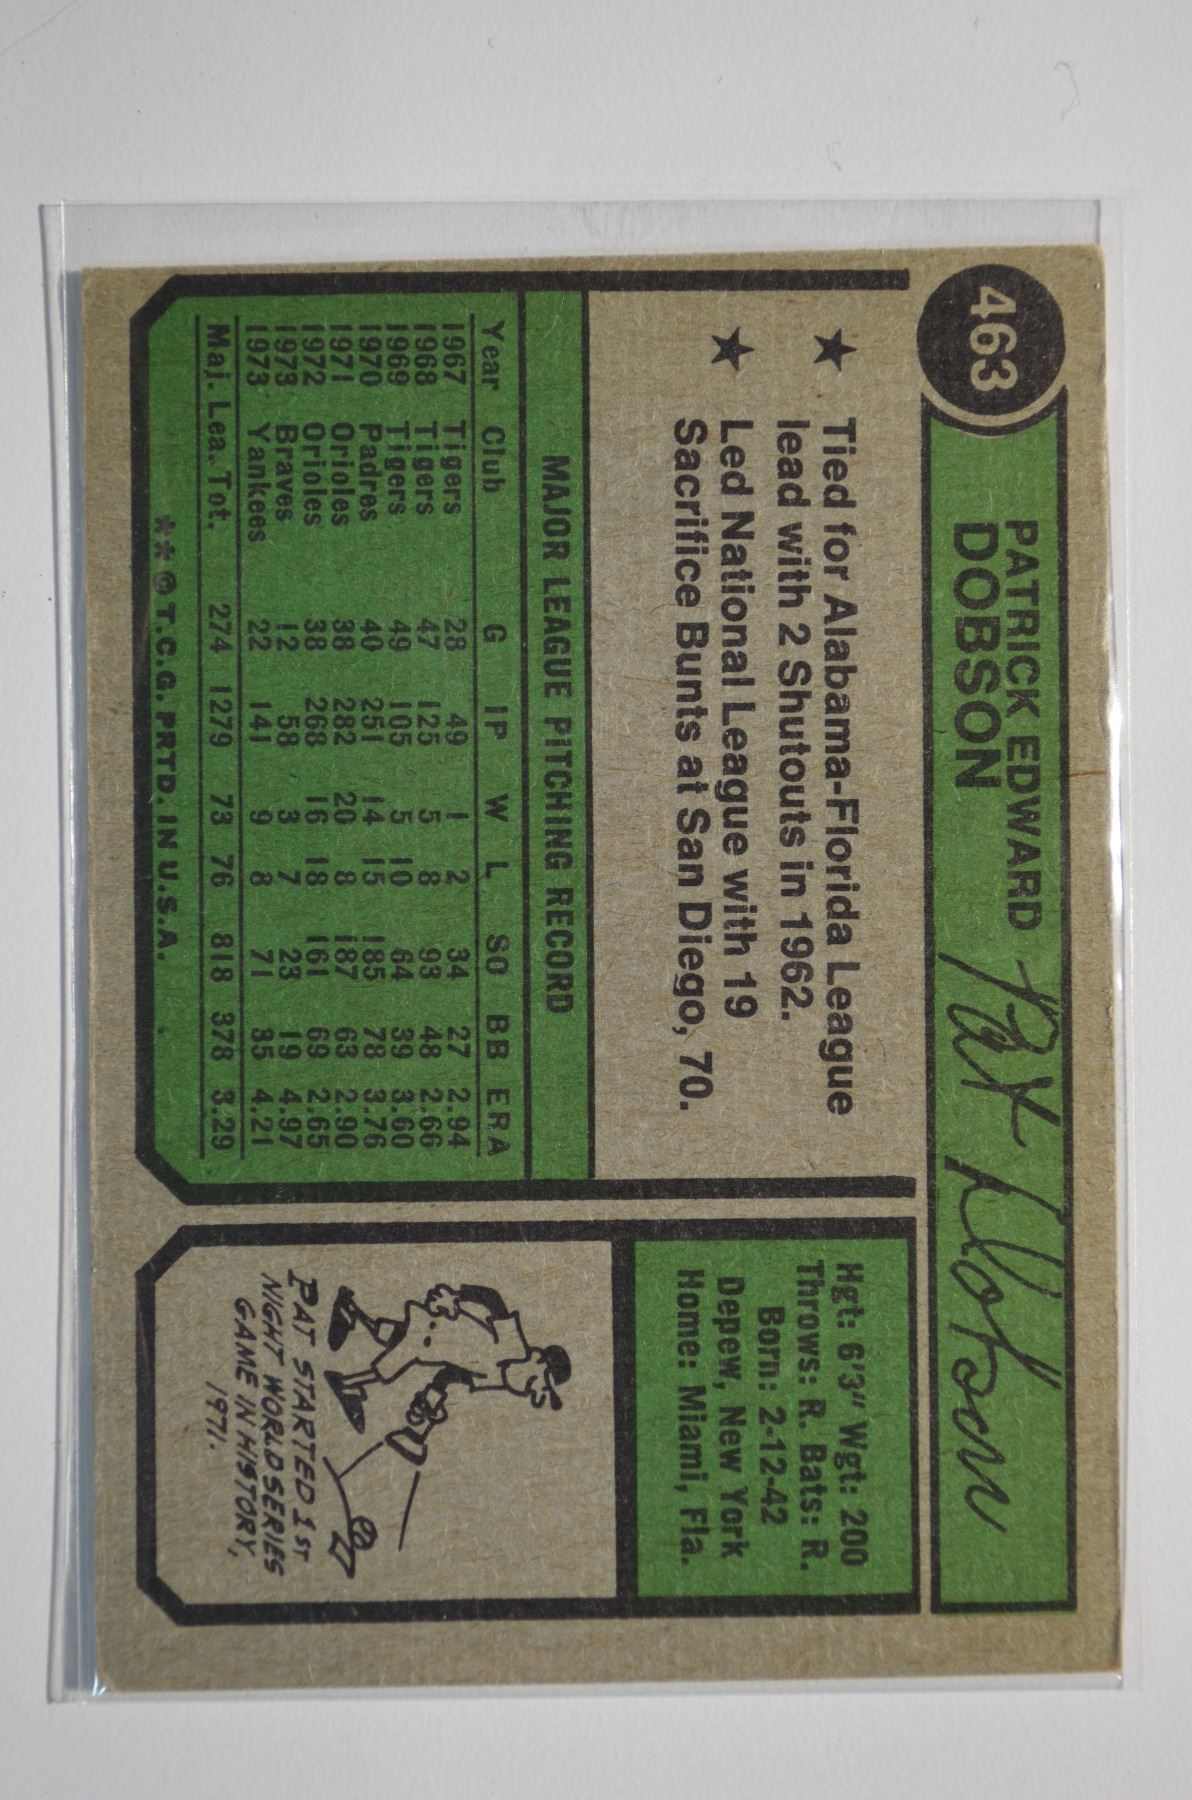 463
PATRICK EDWARD
DOBSON
Pat Dobson
★ Tied for Alabama-Florida League
lead with 2 Shutouts in 1962.
★ Led National League with 19
Sacrifice Bunts at San Diego, 70.
Hgt: 6'3" Wgt: 200
Throws: R. Bats: R.
Born: 2-12-42
Depew, New York
Home: Miami, Fla.
MAJOR LEAGUE PITCHING RECORD
Year Club G IP W L SO BB ERA
1967 Tigers 28 49 1 2 34 27 2.94
1968 Tigers 47 125 5 8 93 48 2.66
1969 Tigers 49 105 5 10 64 39 3.60
1970 Padres 40 251 14 15 185 78 3.76
1971 Orioles 38 282 20 8 187 63 2.90
1972 Orioles 38 268 16 18 161 69 2.65
1973 Braves 12 58 3 7 23 19 4.97
1973 Yankees 22 141 9 8 71 35 4.21
Maj. Lea. Tot. 274 1279 73 76 818 378 3.29
**©T.C.G. PRTD. IN U.S.A.
PAT STARTED 1ST
NIGHT WORLD SERIES
GAME IN HISTORY,
1971.